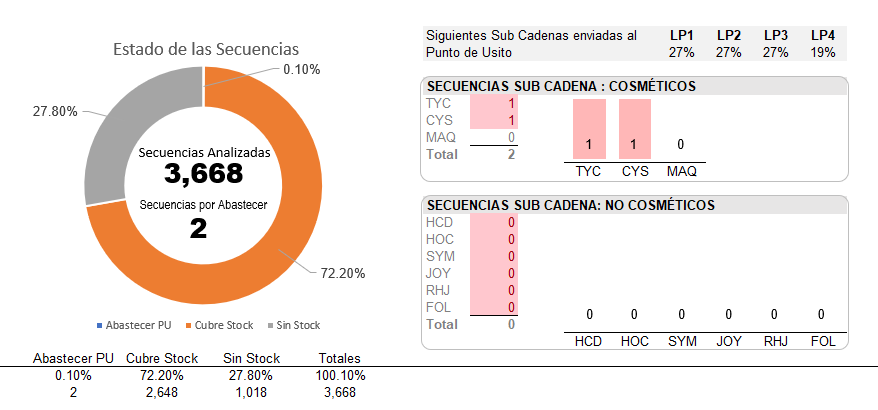 Estado de las Secuencias
0.10%
27.80%
Secuencias Analizadas
3,668
Secuencias por Abastecer
2
72.20%
Abastecer PU Cubre Stock Sin Stock
Abastecer PU Cubre Stock Sin Stock Totales
0.10% 72.20% 27.80% 100.10%
2 2,648 1,018 3,668
Siguientes Sub Cadenas enviadas al LP1 LP2 LP3 LP4
Punto de Usito 27% 27% 27% 19%
SECUENCIAS SUB CADENA : COSMÉTICOS
TYC 1
CYS 1
MAQ 0
Total 2
1 1 0
TYC CYS MAQ
SECUENCIAS SUB CADENA: NO COSMÉTICOS
HCD 0
HOC 0
SYM 0
JOY 0
RHJ 0
FOL 0
Total 0
0 0 0 0 0 0
HCD HOC SYM JOY RHJ FOL